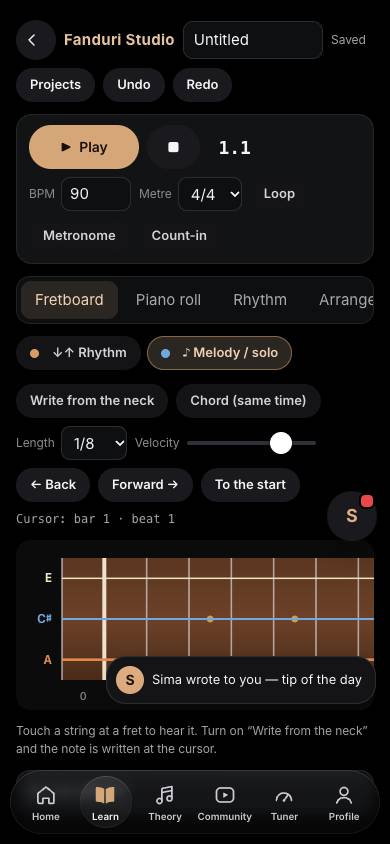 Fanduri Studio Untitled Saved
Projects Undo Redo
Play 1.1
BPM 90 Metre 4/4 Loop
Metronome Count-in
Fretboard Piano roll Rhythm Arrange
↓↑ Rhythm ♪ Melody / solo
Write from the neck Chord (same time)
Length 1/8 Velocity
← Back Forward → To the start
Cursor: bar 1 · beat 1
S
E
C#
A
S Sima wrote to you — tip of the day
0
Touch a string at a fret to hear it. Turn on “Write from the neck”
and the note is written at the cursor.
Home Learn Theory Community Tuner Profile